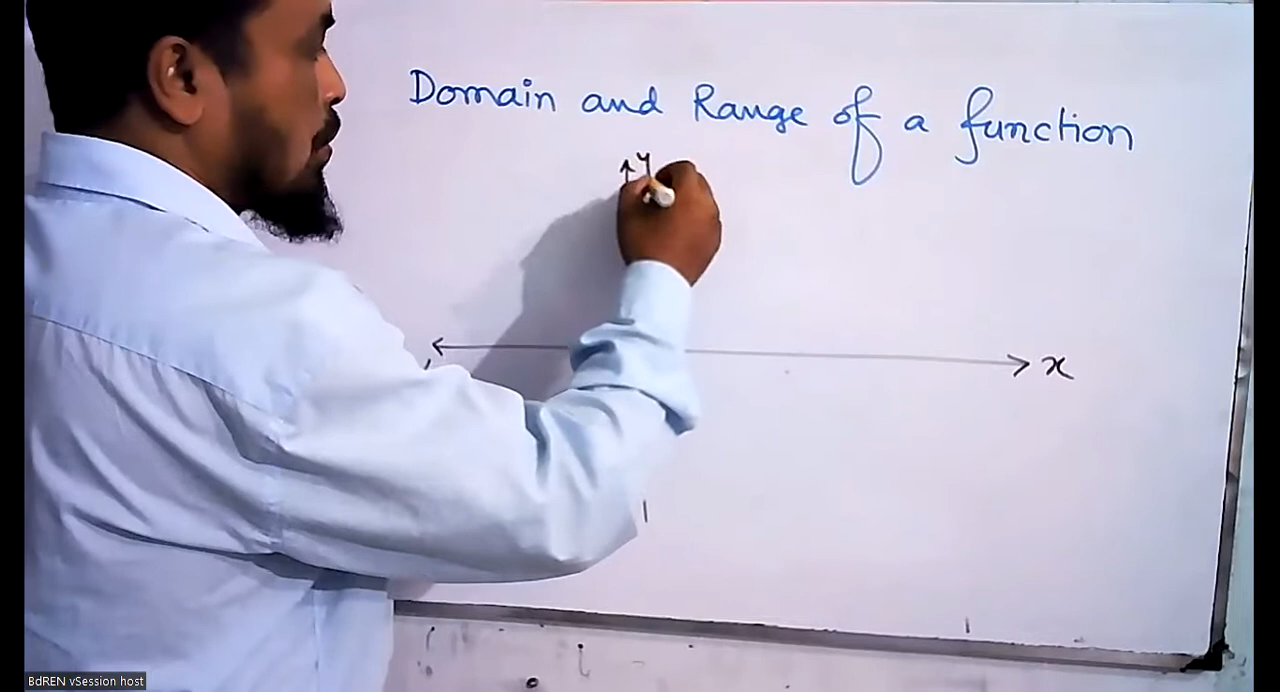 Domain and Range of a function
y
x
BdREN vSession host